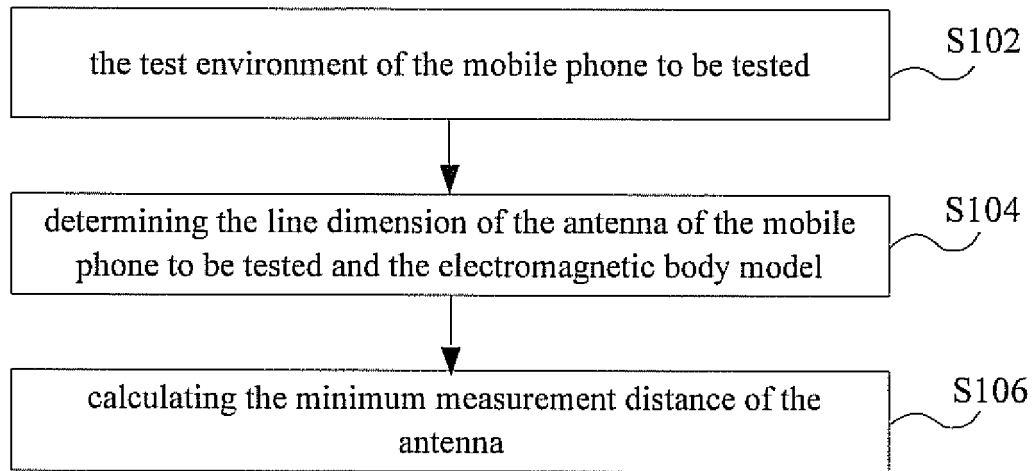 the test environment of the mobile phone to be tested
S102
determining the line dimension of the antenna of the mobile
phone to be tested and the electromagnetic body model
S104
calculating the minimum measurement distance of the
antenna
S106